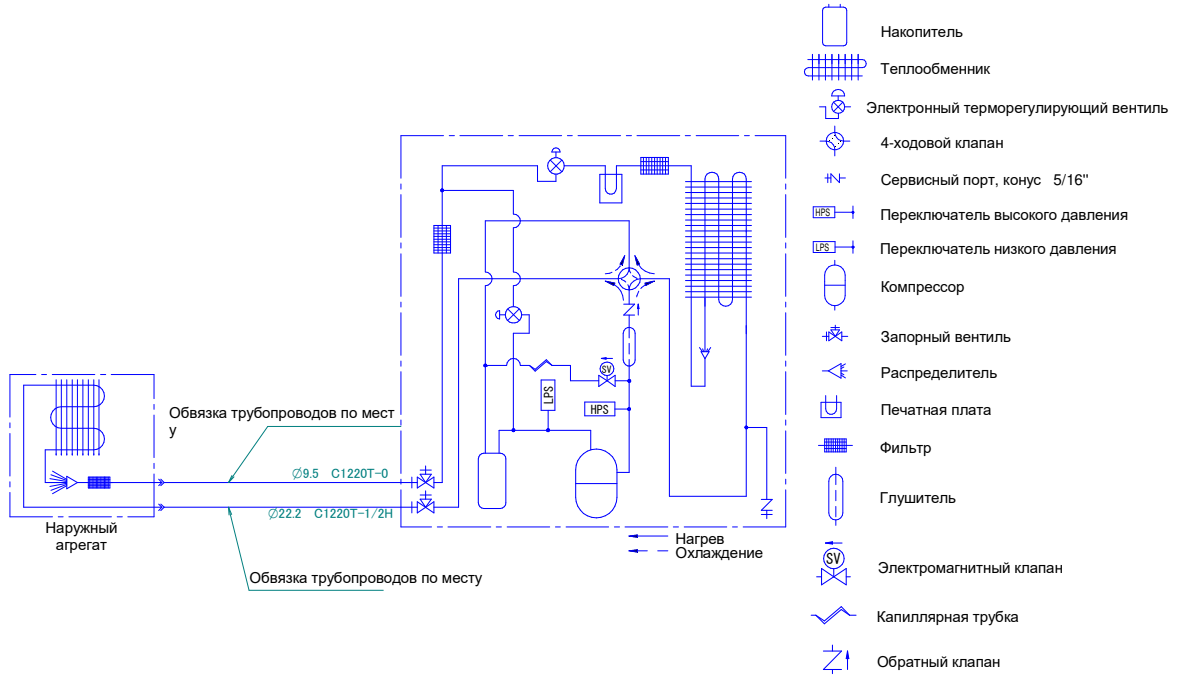 Накопитель
Теплообменник
Электронный терморегулирующий вентиль
4-ходовой клапан
Сервисный порт, конус 5/16"
HPS
Переключатель высокого давления
LPS
Переключатель низкого давления
Компрессор
Запорный вентиль
Распределитель
Печатная плата
Фильтр
Глушитель
SV
Электромагнитный клапан
Капиллярная трубка
Обратный клапан
SV
LPS
HPS
Обвязка трубопроводов по мест
у
∅9.5 C1220T-0
∅22.2 C1220T-1/2H
Наружный
агрегат
Нагрев
Охлаждение
Обвязка трубопроводов по месту